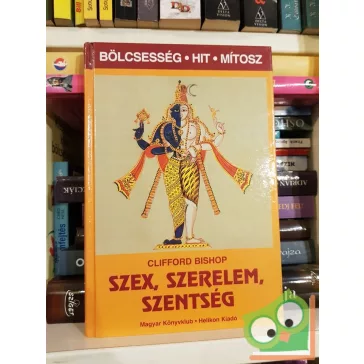 BÖLCSESSÉG • HIT • MÍTOSZ
CLIFFORD BISHOP
SZEX, SZERELEM,
SZENTSÉG
Magyar Könyvklub • Helikon Kiadó